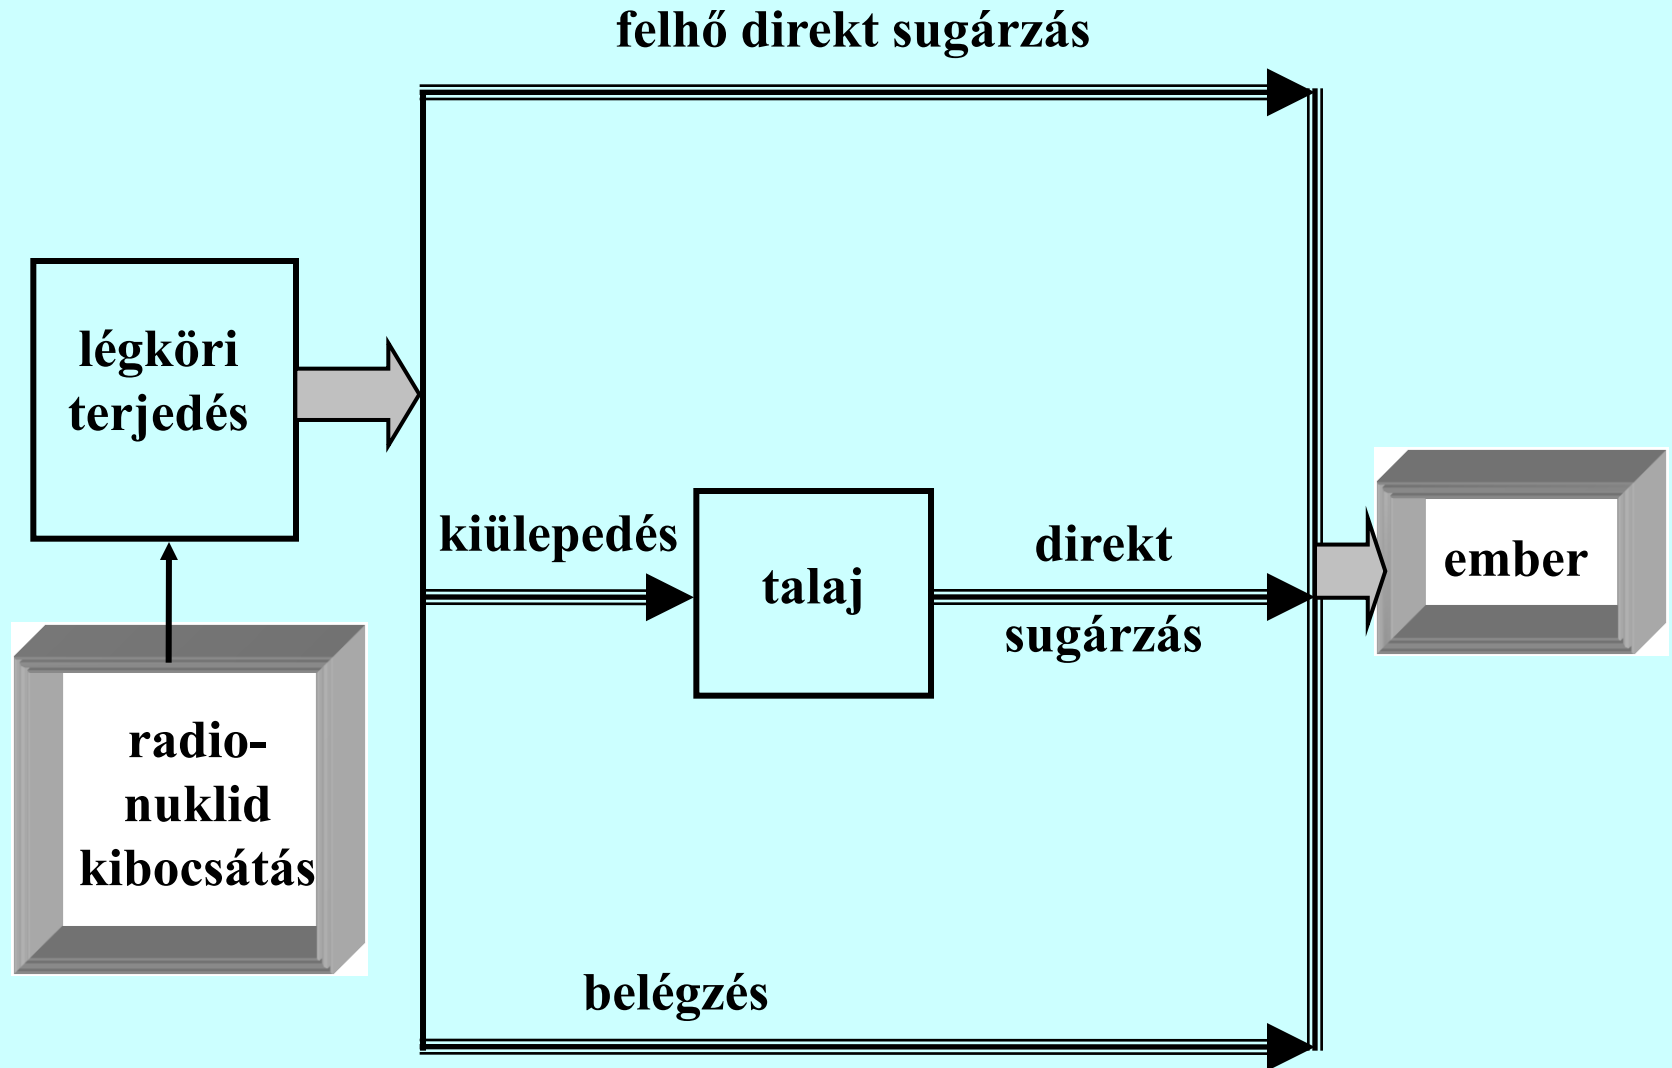 felhő direkt sugárzás
légköri
terjedés
kiülepedés
talaj
direkt
sugárzás
ember
radio-
nuklid
kibocsátás
belégzés